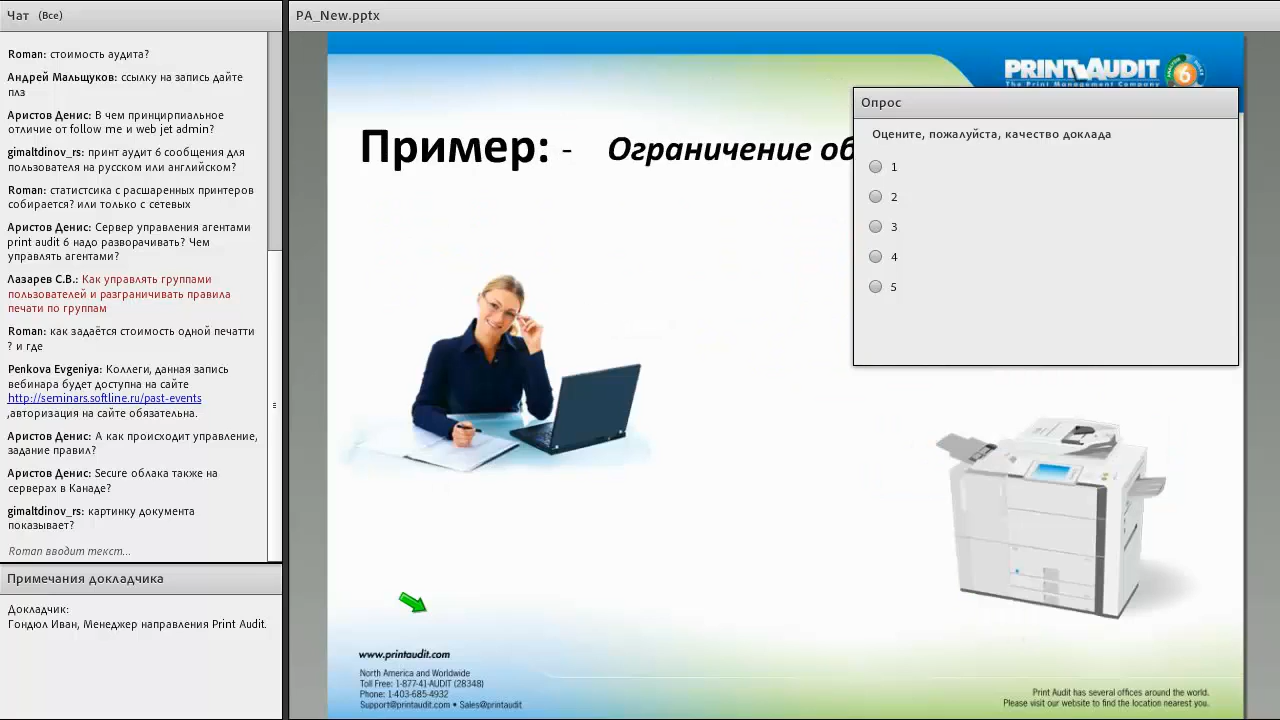 Чат (Все)
Roman: стоимость аудита?
Андрей Мальщуков: ссылку на запись дайте
плз
Аристов Денис: В чем принцирпиальное
отличие от follow me и web jet admin?
gimaltdinov_rs: принт аудит 6 сообщения для
пользователя на русском или английском?
Roman: статистсика с расшаренных принтеров
собирается? или только с сетевых
Аристов Денис: Сервер управления агентами
print audit 6 надо разворачивать? Чем
управлять агентами?
Лазарев С.В.: Как управлять группами
пользователей и разграничивать правила
печати по группам
Roman: как задаётся стоимость одной печатти
? и где
Penkova Evgeniya: Коллеги, данная запись
вебинара будет доступна на сайте
http://seminars.softline.ru/past-events
,авторизация на сайте обязательна.
Аристов Денис: А как происходит управление,
задание правил?
Аристов Денис: Secure облака также на
серверах в Канаде?
gimaltdinov_rs: картинку документа
показывает?
Roman вводит текст...
Примечания докладчика
Докладчик:
Гондюл Иван, Менеджер направления Print Audit.
PA_New.pptx
PRINT AUDIT 6
The Print Management Company
Пример: - Ограничение об
Опрос
Оцените, пожалуйста, качество доклада
1
2
3
4
5
www.printaudit.com
North America and Worldwide
Toll Free: 1-877-41-AUDIT (28348)
Phone: 1-403-685-4932
Support@printaudit.com • Sales@printaudit
Print Audit has several offices around the world.
Please visit our website to find the location nearest you.